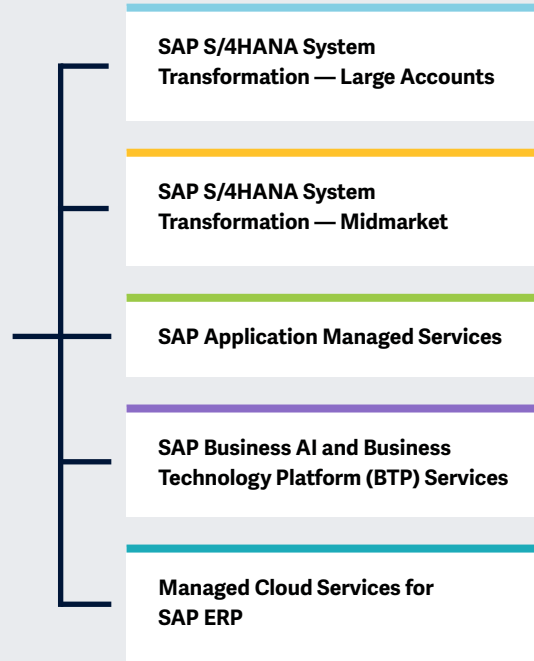 SAP S/4HANA System
Transformation — Large Accounts
SAP S/4HANA System
Transformation — Midmarket
SAP Application Managed Services
SAP Business AI and Business
Technology Platform (BTP) Services
Managed Cloud Services for
SAP ERP